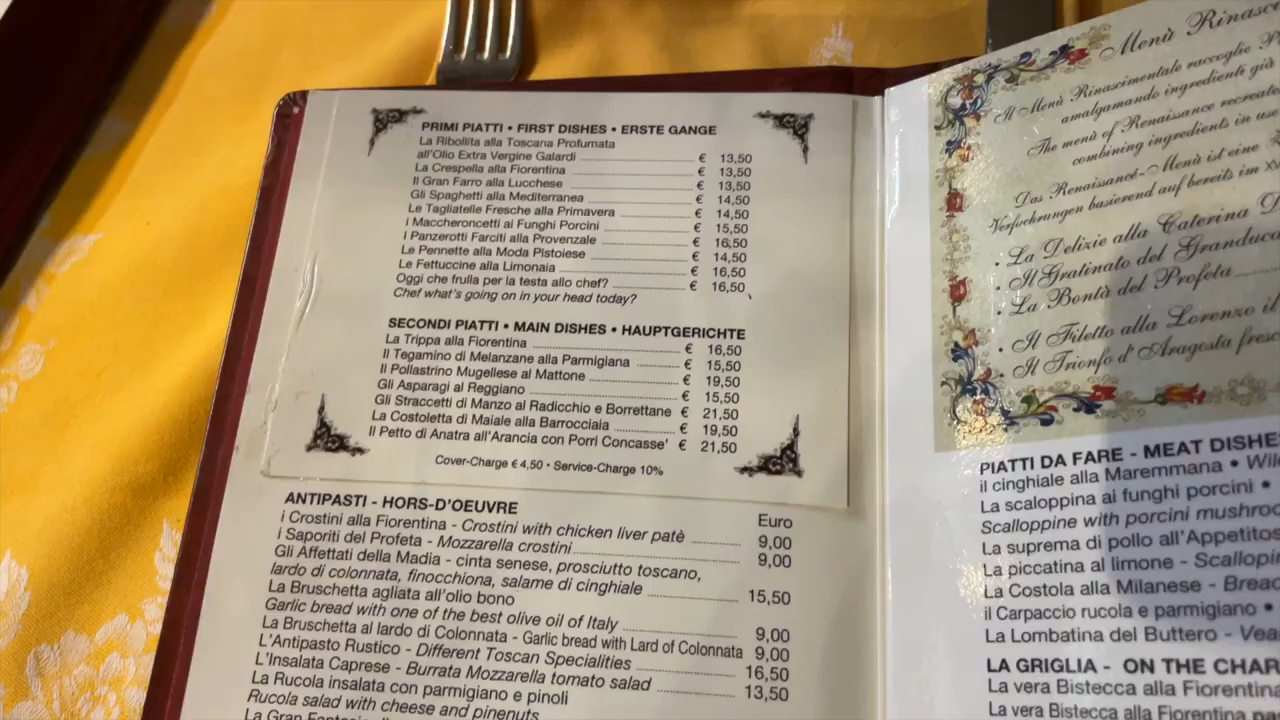 PRIMI PIATTI • FIRST DISHES • ERSTE GANGE
La Ribollita alla Toscana Profumata
all'Olio Extra Vergine Galardi € 13,50
La Crespella alla Fiorentina € 13,50
Il Gran Farro alla Lucchese € 13,50
Gli Spaghetti alla Mediterranea € 14,50
Le Tagliatelle Fresche alla Primavera € 14,50
I Maccheroncetti ai Funghi Porcini € 15,50
I Panzerotti Farciti alla Provenzale € 16,50
Le Pennette alla Moda Pistoiese € 14,50
Le Fettuccine alla Limonaia € 16,50
Oggi che frulla per la testa allo chef? € 16,50
Chef what's going on in your head today?
SECONDI PIATTI • MAIN DISHES • HAUPTGERICHTE
La Trippa alla Fiorentina € 16,50
Il Tegamino di Melanzane alla Parmigiana € 15,50
Il Pollastrino Mugellese al Mattone € 19,50
Gli Asparagi al Reggiano € 15,50
Gli Straccetti di Manzo al Radicchio e Borrettane € 21,50
La Costoletta di Maiale alla Barrocciaia € 19,50
Il Petto di Anatra all'Arancia con Porri Concasse' € 21,50
Cover-Charge € 4,50 • Service-Charge 10%
ANTIPASTI - HORS-D'OEUVRE Euro
i Crostini alla Fiorentina - Crostini with chicken liver patè 9,00
i Saporiti del Profeta - Mozzarella crostini 9,00
Gli Affettati della Madia - cinta senese, prosciutto toscano,
lardo di colonnata, finocchiona, salame di cinghiale 15,50
La Bruschetta agliata all'olio bono
Garlic bread with one of the best olive oil of Italy 9,00
La Bruschetta al lardo di Colonnata - Garlic bread with Lard of Colonnata 9,00
L'Antipasto Rustico - Different Toscan Specialities 16,50
L'Insalata Caprese - Burrata Mozzarella tomato salad 13,50
La Rucola insalata con parmigiano e pinoli
Rucola salad with cheese and pinenuts
La Gran
Menù Rinasci
Il Menù Rinascimentale raccoglie
amalgamando ingredienti già
The menù of Renaissance recreate
combining ingredients in use
Das Renaissance-Menù ist eine
Verfuchrungen basierend auf bereits im
• La Delizie alla Caterina D
• Il Gratinato del Granduca
• La Bontà del Profeta
• Il Filetto alla Lorenzo il
• Il Trionfo d'Aragosta fresc
PIATTI DA FARE - MEAT DISHE
il cinghiale alla Maremmana • Wil
La scaloppina ai funghi porcini •
Scalloppine with porcini mushroo
La suprema di pollo all'Appetitos
La piccatina al limone - Scallopi
La Costola alla Milanese - Bread
il Carpaccio rucola e parmigiano •
La Lombatina del Buttero - Vea
LA GRIGLIA - ON THE CHAR
La vera Bistecca alla Fiorentina
La vera Bistecca alla Fiorentina